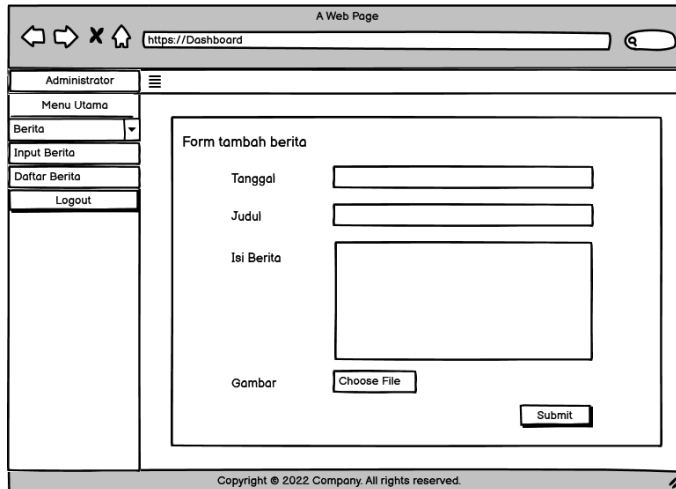 A Web Page
https://Dashboard
Administrator
Menu Utama
Berita
Input Berita
Daftar Berita
Logout
Form tambah berita
Tanggal
Judul
Isi Berita
Gambar
Choose File
Submit
Copyright © 2022 Company. All rights reserved.